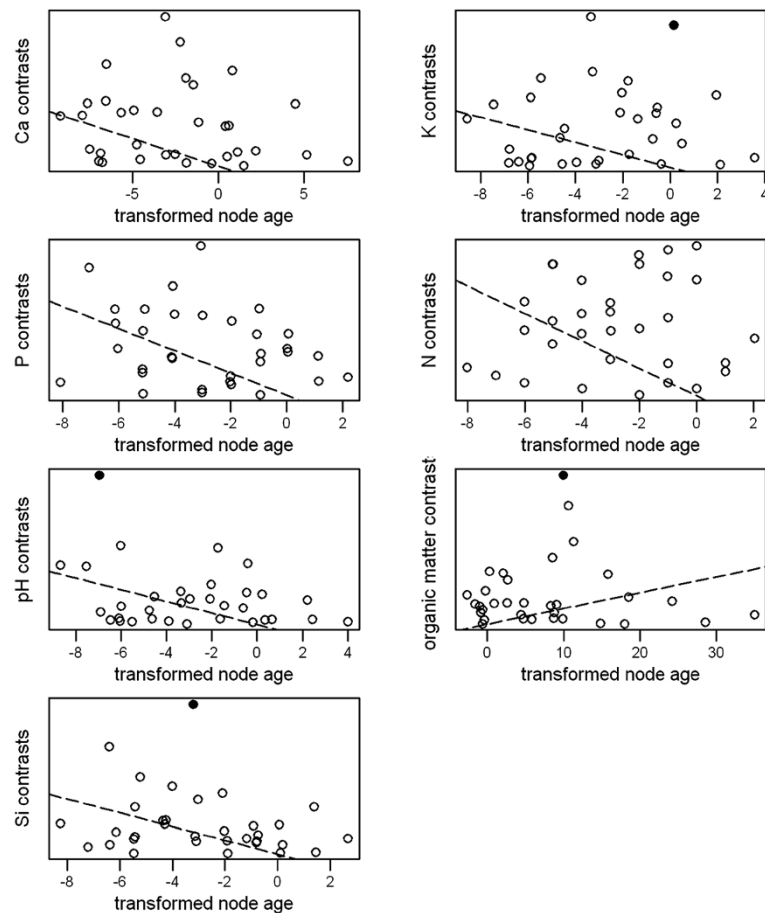 Ca contrasts
-5 0 5
transformed node age
K contrasts
-8 -6 -4 -2 0 2 4
transformed node age
P contrasts
-8 -6 -4 -2 0 2
transformed node age
N contrasts
-8 -6 -4 -2 0 2
transformed node age
pH contrasts
-8 -6 -4 -2 0 2 4
transformed node age
organic matter contrast
0 10 20 30
transformed node age
Si contrasts
-8 -6 -4 -2 0 2
transformed node age